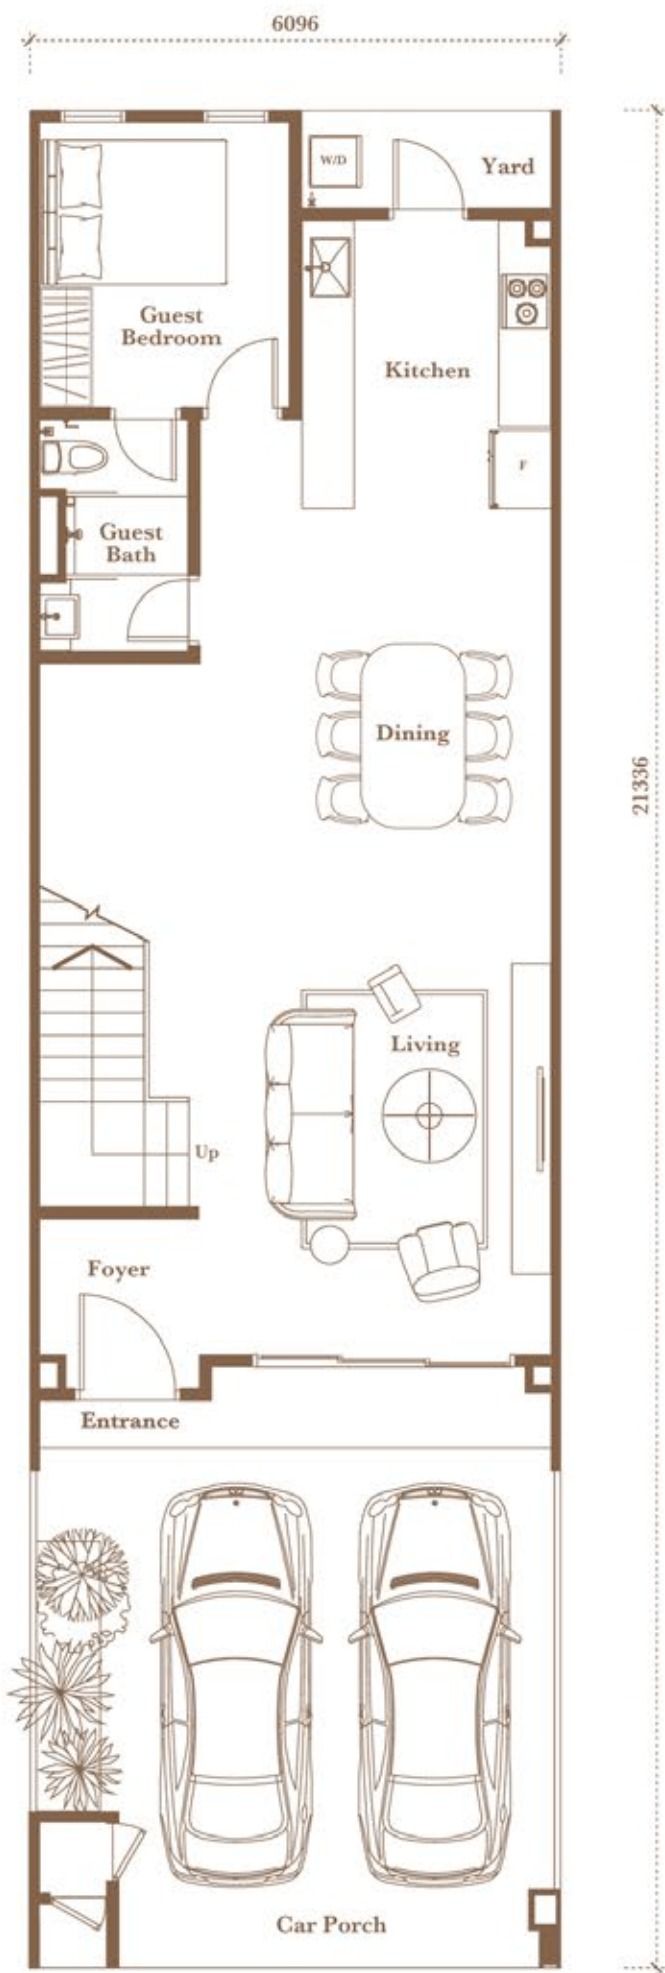 6096
W/D
Yard
Guest
Bedroom
Kitchen
F
Guest
Bath
Dining
21336
Living
Up
Foyer
Entrance
Car Porch